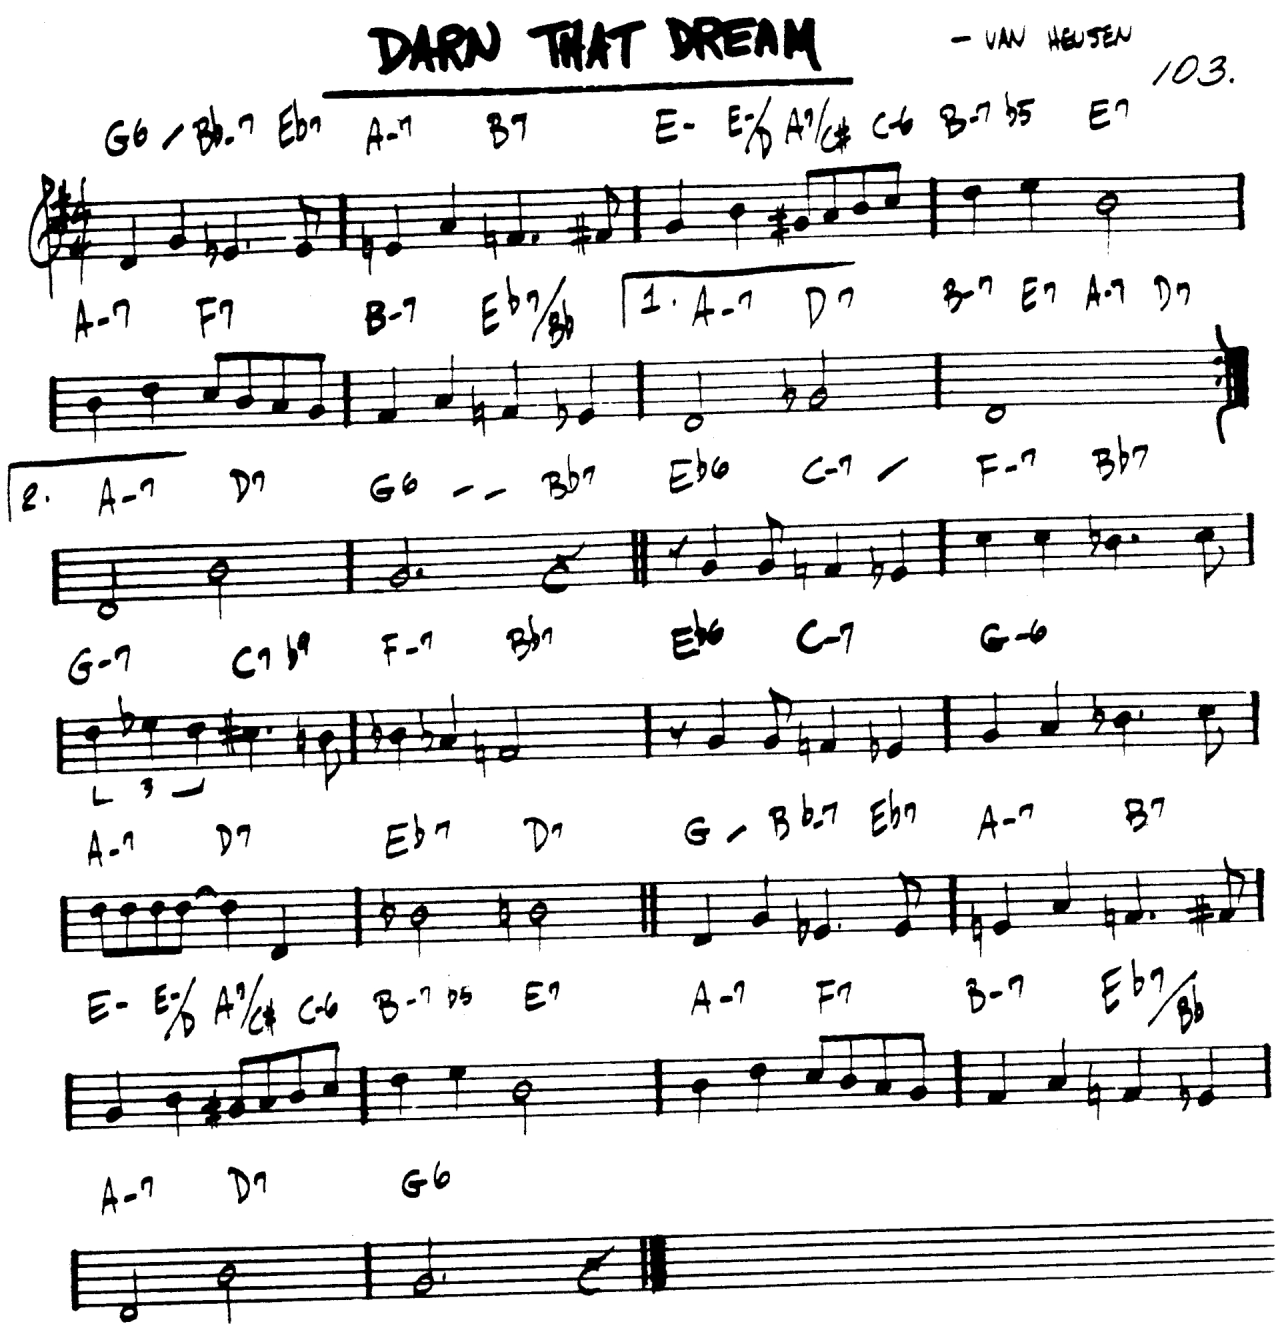 DARN THAT DREAM
- VAN HEUSEN
103.
G6 - Bb-7 Eb7 A-7 B7 E- E-/D A7/C# C-6 B-7 b5 E7
A-7 F7 B-7 Eb7/Bb 1. A-7 D7 B-7 E7 A-7 D7
2. A-7 D7 G6 - - Bb7 Eb6 C-7 - F-7 Bb7
G-7 C7 b9 F-7 Bb7 Eb6 C-7 G-6
3
A-7 D7 Eb7 D7 G - Bb-7 Eb7 A-7 B7
E- E-/D A7/C# C-6 B-7 b5 E7 A-7 F7 B-7 Eb7/Bb
A-7 D7 G6